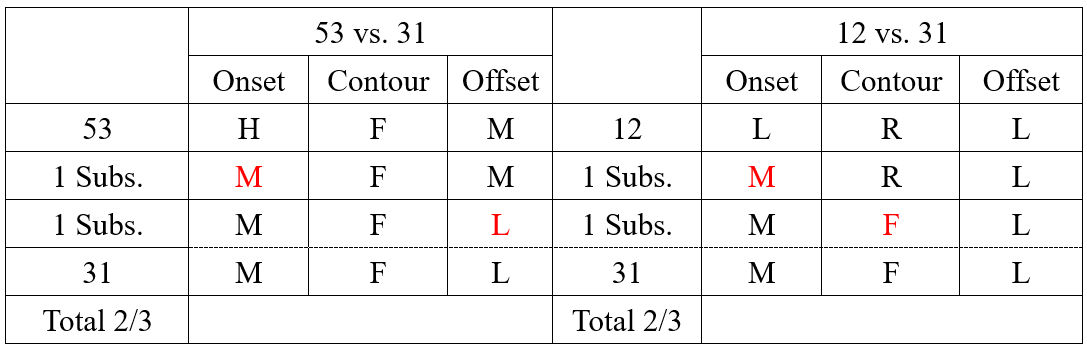 53 vs. 31 12 vs. 31
Onset Contour Offset Onset Contour Offset
53 H F M 12 L R L
1 Subs. M F M 1 Subs. M R L
1 Subs. M F L 1 Subs. M F L
31 M F L 31 M F L
Total 2/3 Total 2/3